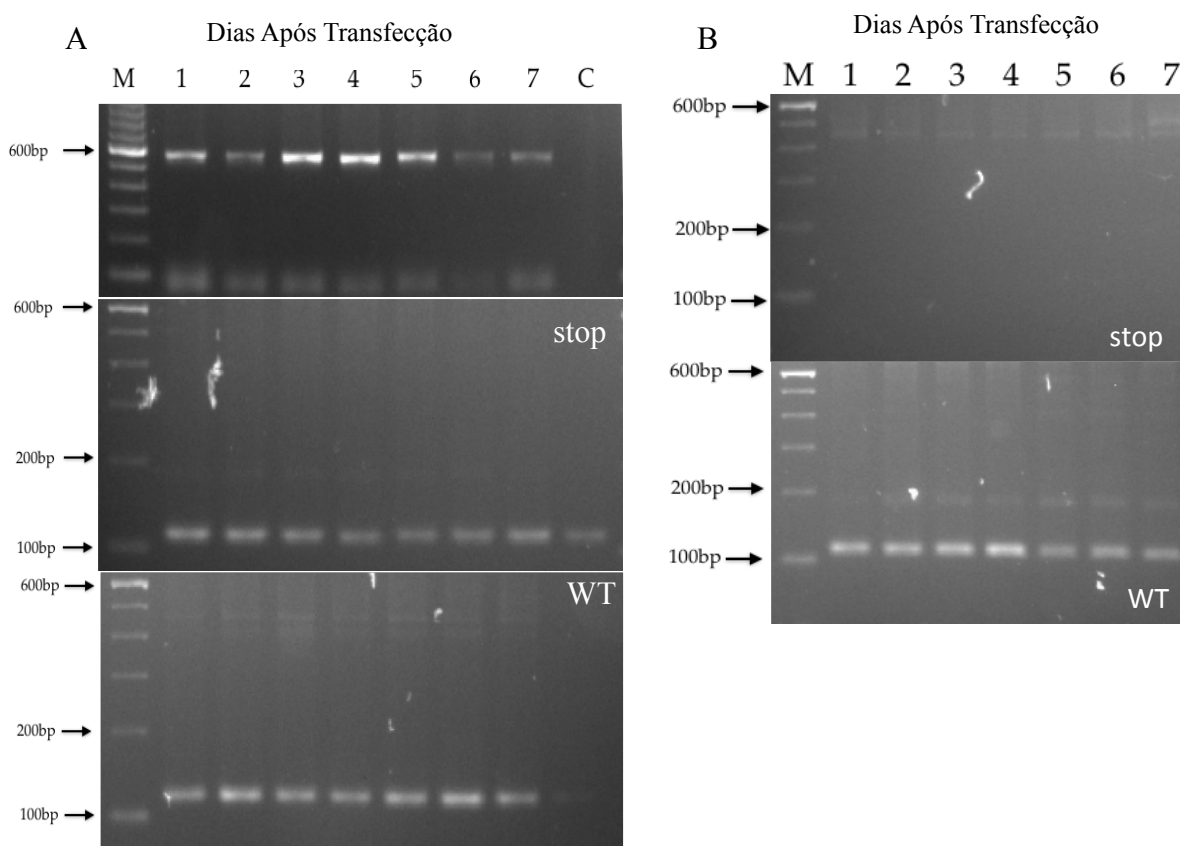 A
Dias Após Transfecção
M 1 2 3 4 5 6 7 C
600bp
600bp
stop
200bp
100bp
WT
600bp
200bp
100bp
B
Dias Após Transfecção
M 1 2 3 4 5 6 7
600bp
200bp
100bp
stop
600bp
200bp
100bp
WT